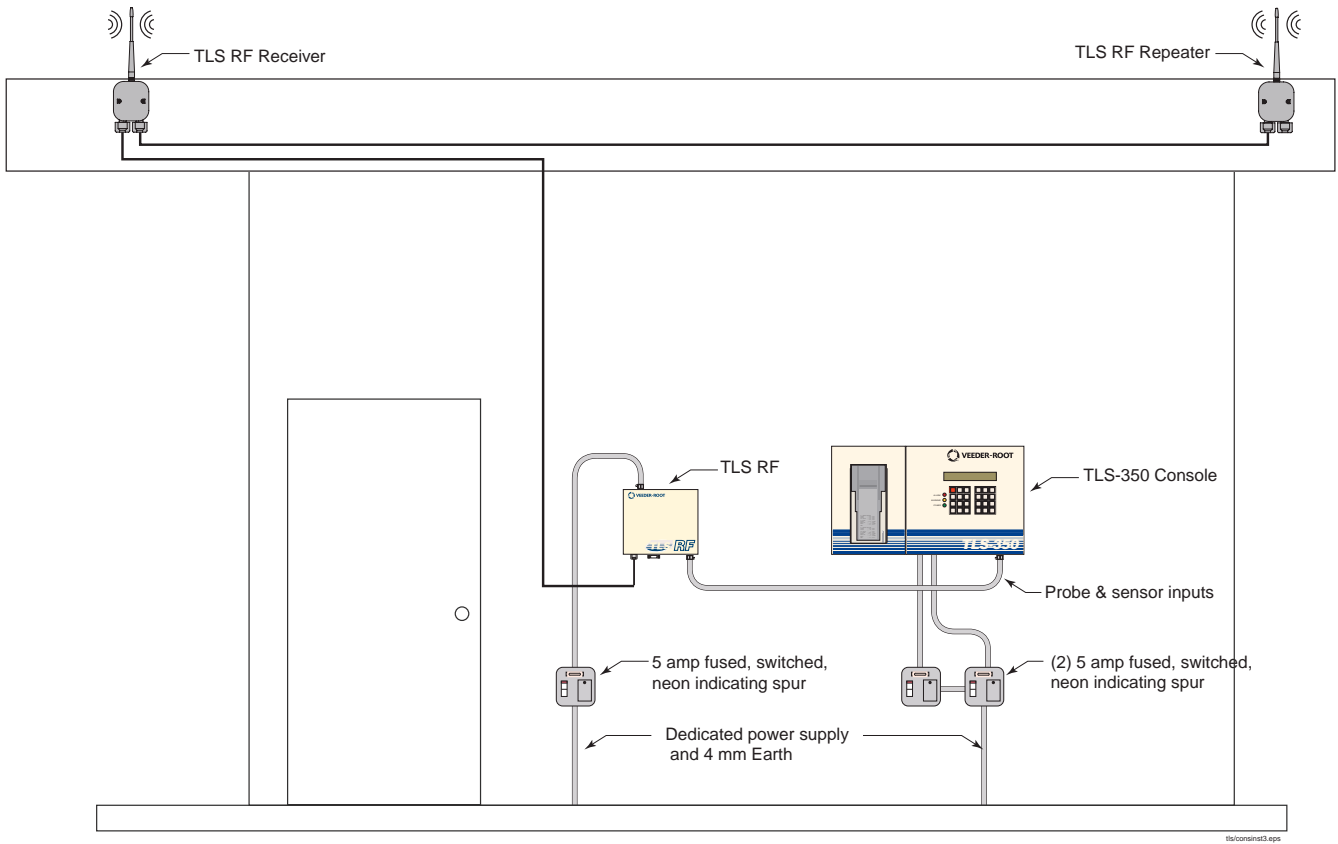 TLS RF Receiver
TLS RF Repeater
TLS RF
VEEDER-ROOT
TLS RF
VEEDER-ROOT
TLS-350
TLS-350 Console
Probe & sensor inputs
5 amp fused, switched,
neon indicating spur
(2) 5 amp fused, switched,
neon indicating spur
Dedicated power supply
and 4 mm Earth
tls/consinst3.eps